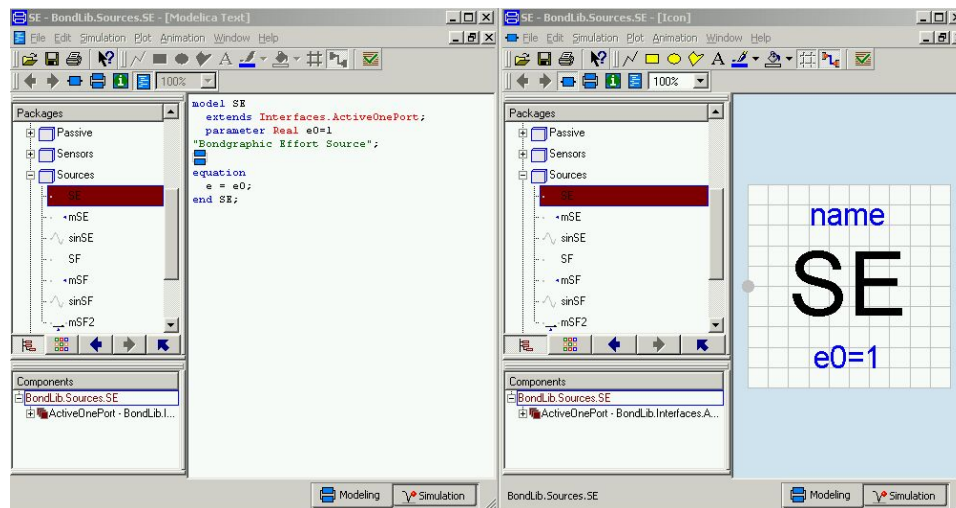 SE - BondLib.Sources.SE - [Modelica Text]
File Edit Simulation Plot Animation Window Help
100%
Packages
Passive
Sensors
Sources
SE
mSE
sinSE
SF
mSF
sinSF
mSF2
Components
BondLib.Sources.SE
ActiveOnePort - BondLib.I...
model SE
extends Interfaces.ActiveOnePort;
parameter Real e0=1
"Bondgraphic Effort Source";
equation
e = e0;
end SE;
Modeling
Simulation
SE - BondLib.Sources.SE - [Icon]
File Edit Simulation Plot Animation Window Help
100%
Packages
Passive
Sensors
Sources
SE
mSE
sinSE
SF
mSF
sinSF
mSF2
Components
BondLib.Sources.SE
ActiveOnePort - BondLib.Interfaces.A...
name
SE
e0=1
BondLib.Sources.SE
Modeling
Simulation